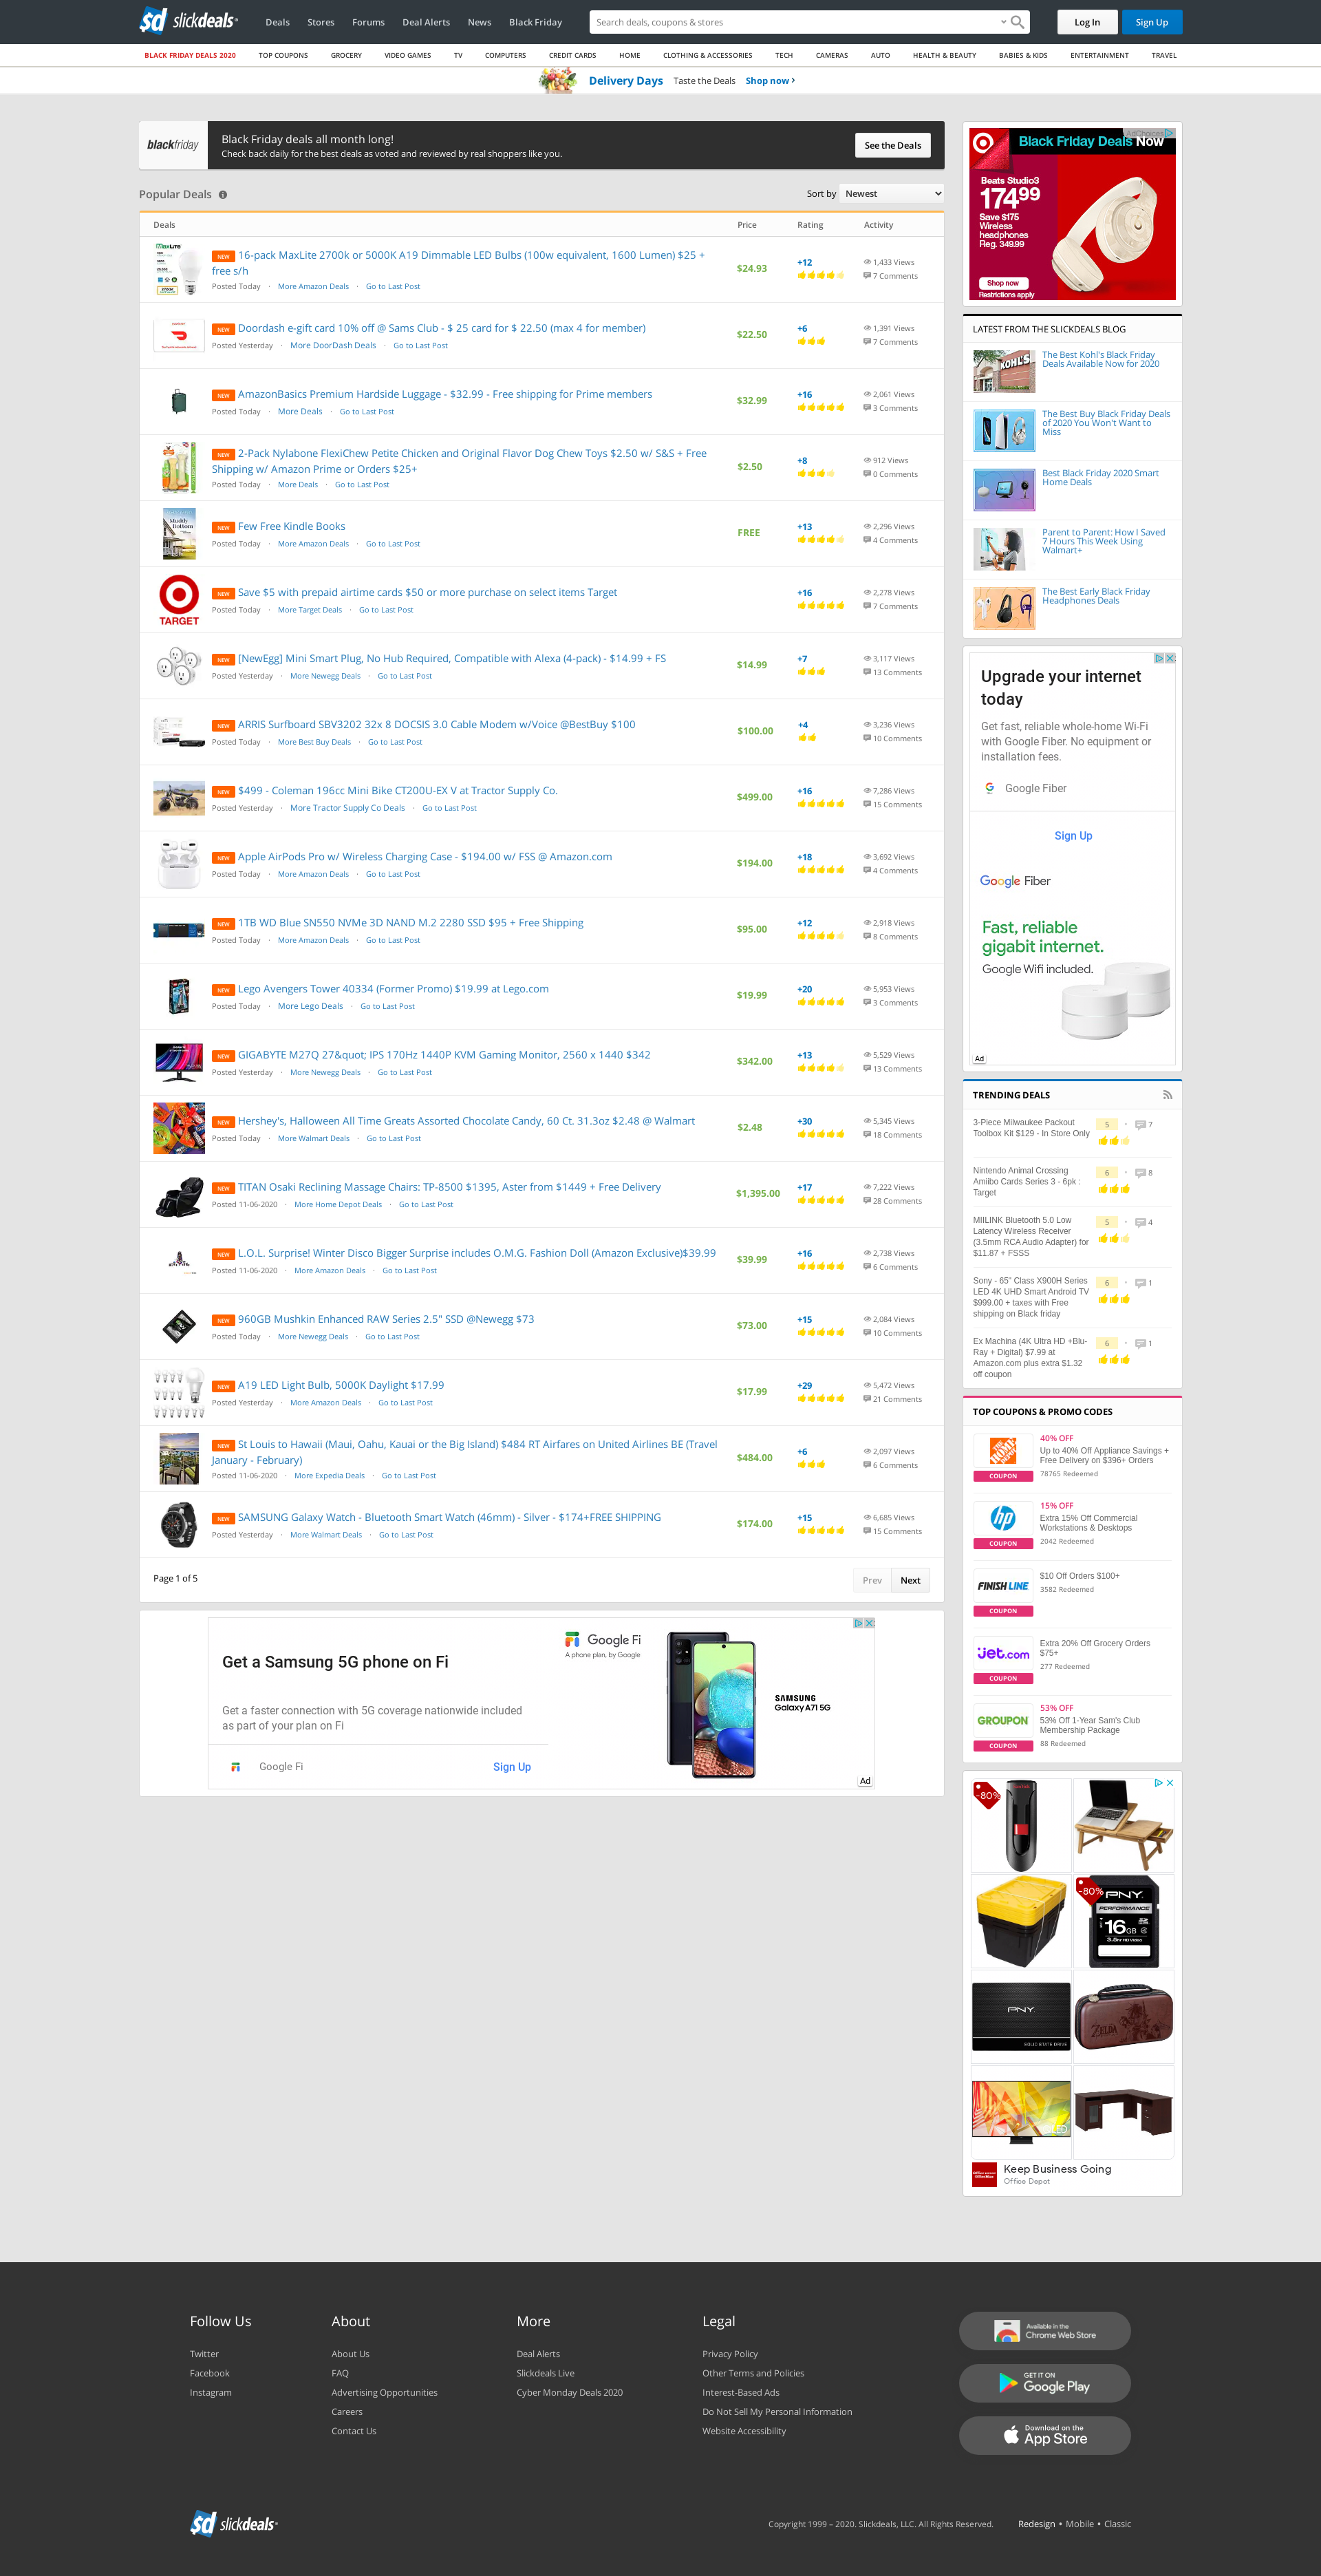 slickdeals
Deals
Stores
Forums
Deal Alerts
News
Black Friday
Search deals, coupons & stores
Log In
Sign Up
BLACK FRIDAY DEALS 2020
TOP COUPONS
GROCERY
VIDEO GAMES
TV
COMPUTERS
CREDIT CARDS
HOME
CLOTHING & ACCESSORIES
TECH
CAMERAS
AUTO
HEALTH & BEAUTY
BABIES & KIDS
ENTERTAINMENT
TRAVEL
Delivery Days Taste the Deals Shop now ›
blackfriday
Black Friday deals all month long!
Check back daily for the best deals as voted and reviewed by real shoppers like you.
See the Deals
Popular Deals
Sort by Newest
Deals Price Rating Activity
NEW 16-pack MaxLite 2700k or 5000K A19 Dimmable LED Bulbs (100w equivalent, 1600 Lumen) $25 +
free s/h
Posted Today · More Amazon Deals · Go to Last Post
$24.93
+12
1,433 Views
7 Comments
NEW Doordash e-gift card 10% off @ Sams Club - $ 25 card for $ 22.50 (max 4 for member)
Posted Yesterday · More DoorDash Deals · Go to Last Post
$22.50
+6
1,391 Views
7 Comments
NEW AmazonBasics Premium Hardside Luggage - $32.99 - Free shipping for Prime members
Posted Today · More Deals · Go to Last Post
$32.99
+16
2,061 Views
3 Comments
NEW 2-Pack Nylabone FlexiChew Petite Chicken and Original Flavor Dog Chew Toys $2.50 w/ S&S + Free
Shipping w/ Amazon Prime or Orders $25+
Posted Today · More Deals · Go to Last Post
$2.50
+8
912 Views
0 Comments
NEW Few Free Kindle Books
Posted Today · More Amazon Deals · Go to Last Post
FREE
+13
2,296 Views
4 Comments
TARGET
NEW Save $5 with prepaid airtime cards $50 or more purchase on select items Target
Posted Today · More Target Deals · Go to Last Post
+16
2,278 Views
7 Comments
NEW [NewEgg] Mini Smart Plug, No Hub Required, Compatible with Alexa (4-pack) - $14.99 + FS
Posted Yesterday · More Newegg Deals · Go to Last Post
$14.99
+7
3,117 Views
13 Comments
NEW ARRIS Surfboard SBV3202 32x 8 DOCSIS 3.0 Cable Modem w/Voice @BestBuy $100
Posted Today · More Best Buy Deals · Go to Last Post
$100.00
+4
3,236 Views
10 Comments
NEW $499 - Coleman 196cc Mini Bike CT200U-EX V at Tractor Supply Co.
Posted Yesterday · More Tractor Supply Co Deals · Go to Last Post
$499.00
+16
7,286 Views
15 Comments
NEW Apple AirPods Pro w/ Wireless Charging Case - $194.00 w/ FSS @ Amazon.com
Posted Today · More Amazon Deals · Go to Last Post
$194.00
+18
3,692 Views
4 Comments
NEW 1TB WD Blue SN550 NVMe 3D NAND M.2 2280 SSD $95 + Free Shipping
Posted Today · More Amazon Deals · Go to Last Post
$95.00
+12
2,918 Views
8 Comments
NEW Lego Avengers Tower 40334 (Former Promo) $19.99 at Lego.com
Posted Today · More Lego Deals · Go to Last Post
$19.99
+20
5,953 Views
3 Comments
NEW GIGABYTE M27Q 27&quot; IPS 170Hz 1440P KVM Gaming Monitor, 2560 x 1440 $342
Posted Yesterday · More Newegg Deals · Go to Last Post
$342.00
+13
5,529 Views
13 Comments
NEW Hershey's, Halloween All Time Greats Assorted Chocolate Candy, 60 Ct. 31.3oz $2.48 @ Walmart
Posted Today · More Walmart Deals · Go to Last Post
$2.48
+30
5,345 Views
18 Comments
NEW TITAN Osaki Reclining Massage Chairs: TP-8500 $1395, Aster from $1449 + Free Delivery
Posted 11-06-2020 · More Home Depot Deals · Go to Last Post
$1,395.00
+17
7,222 Views
28 Comments
NEW L.O.L. Surprise! Winter Disco Bigger Surprise includes O.M.G. Fashion Doll (Amazon Exclusive)$39.99
Posted 11-06-2020 · More Amazon Deals · Go to Last Post
$39.99
+16
2,738 Views
6 Comments
NEW 960GB Mushkin Enhanced RAW Series 2.5" SSD @Newegg $73
Posted Today · More Newegg Deals · Go to Last Post
$73.00
+15
2,084 Views
10 Comments
NEW A19 LED Light Bulb, 5000K Daylight $17.99
Posted Yesterday · More Amazon Deals · Go to Last Post
$17.99
+29
5,472 Views
21 Comments
NEW St Louis to Hawaii (Maui, Oahu, Kauai or the Big Island) $484 RT Airfares on United Airlines BE (Travel
January - February)
Posted 11-06-2020 · More Expedia Deals · Go to Last Post
$484.00
+6
2,097 Views
6 Comments
NEW SAMSUNG Galaxy Watch - Bluetooth Smart Watch (46mm) - Silver - $174+FREE SHIPPING
Posted Yesterday · More Walmart Deals · Go to Last Post
$174.00
+15
6,685 Views
15 Comments
Page 1 of 5
Prev Next
Get a Samsung 5G phone on Fi
Get a faster connection with 5G coverage nationwide included
as part of your plan on Fi
Google Fi
Sign Up
Google Fi
A phone plan, by Google
SAMSUNG
Galaxy A71 5G
Ad
AdChoices
Black Friday Deals Now
Beats Studio3
174.99
Save $175
Wireless
headphones
Reg. 349.99
Shop now
Restrictions apply
LATEST FROM THE SLICKDEALS BLOG
KOHL'S
The Best Kohl's Black Friday
Deals Available Now for 2020
The Best Buy Black Friday Deals
of 2020 You Won't Want to
Miss
Best Black Friday 2020 Smart
Home Deals
Parent to Parent: How I Saved
7 Hours This Week Using
Walmart+
The Best Early Black Friday
Headphones Deals
Upgrade your internet
today
Get fast, reliable whole-home Wi-Fi
with Google Fiber. No equipment or
installation fees.
Google Fiber
Sign Up
Google Fiber
Fast, reliable
gigabit internet.
Google Wifi included.
Ad
TRENDING DEALS
3-Piece Milwaukee Packout
Toolbox Kit $129 - In Store Only
5 · 7
Nintendo Animal Crossing
Amiibo Cards Series 3 - 6pk :
Target
6 · 8
MIILINK Bluetooth 5.0 Low
Latency Wireless Receiver
(3.5mm RCA Audio Adapter) for
$11.87 + FSSS
5 · 4
Sony - 65" Class X900H Series
LED 4K UHD Smart Android TV
$999.00 + taxes with Free
shipping on Black friday
6 · 1
Ex Machina (4K Ultra HD +Blu-
Ray + Digital) $7.99 at
Amazon.com plus extra $1.32
off coupon
6 · 1
TOP COUPONS & PROMO CODES
COUPON
40% OFF
Up to 40% Off Appliance Savings +
Free Delivery on $396+ Orders
78765 Redeemed
hp
COUPON
15% OFF
Extra 15% Off Commercial
Workstations & Desktops
2042 Redeemed
FINISH LINE
COUPON
$10 Off Orders $100+
3582 Redeemed
jet.com
COUPON
Extra 20% Off Grocery Orders
$75+
277 Redeemed
GROUPON
COUPON
53% OFF
53% Off 1-Year Sam's Club
Membership Package
88 Redeemed
-80%
-80%
PNY
PERFORMANCE
16GB
PNY
ZELDA
Keep Business Going
Office Depot
Follow Us
Twitter
Facebook
Instagram
About
About Us
FAQ
Advertising Opportunities
Careers
Contact Us
More
Deal Alerts
Slickdeals Live
Cyber Monday Deals 2020
Legal
Privacy Policy
Other Terms and Policies
Interest-Based Ads
Do Not Sell My Personal Information
Website Accessibility
Available in the
Chrome Web Store
GET IT ON
Google Play
Download on the
App Store
slickdeals
Copyright 1999 – 2020. Slickdeals, LLC. All Rights Reserved.
Redesign • Mobile • Classic